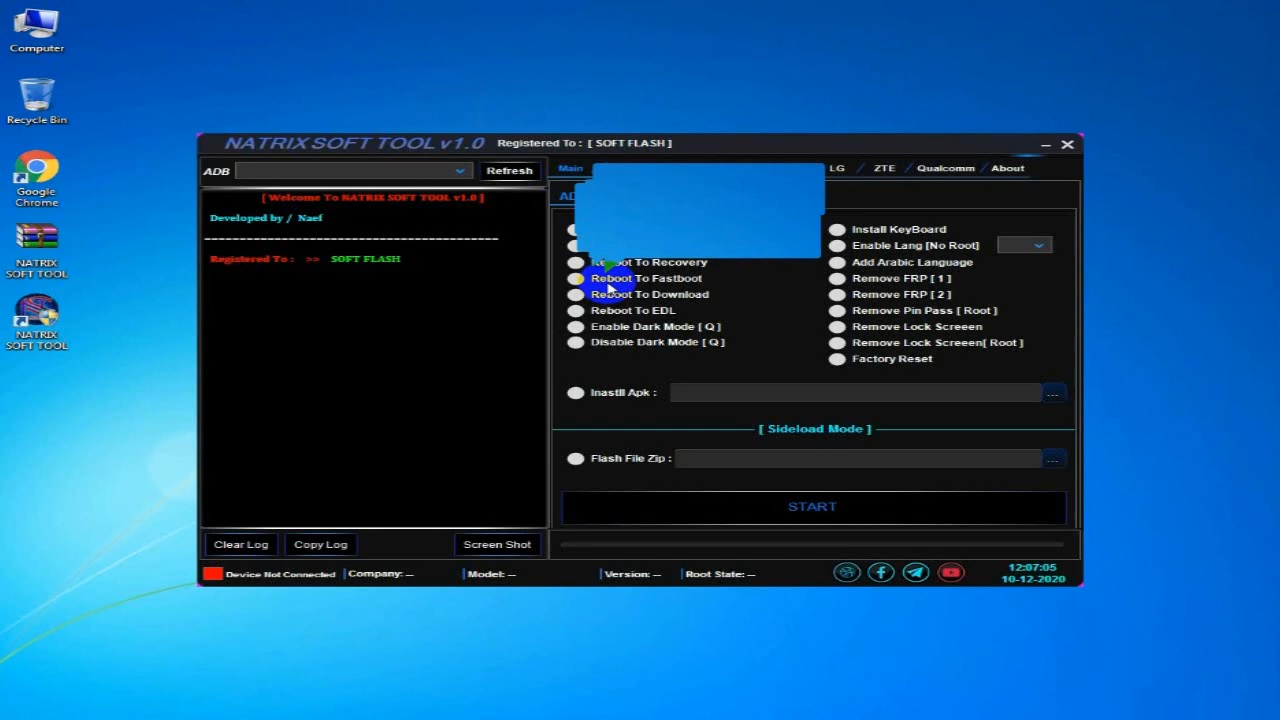 Computer
Recycle Bin
Google
Chrome
NATRIX
SOFT TOOL
NATRIX
SOFT TOOL
NATRIX SOFT TOOL v1.0 Registered To : [ SOFT FLASH ]
ADB Refresh
Main LG ZTE Qualcomm About
[ Welcome To NATRIX SOFT TOOL v1.0 ]
Developed by / Naef
Registered To : >> SOFT FLASH
Reboot To Recovery
Reboot To Fastboot
Reboot To Download
Reboot To EDL
Enable Dark Mode [ Q ]
Disable Dark Mode [ Q ]
Install KeyBoard
Enable Lang [No Root]
Add Arabic Language
Remove FRP [ 1 ]
Remove FRP [ 2 ]
Remove Pin Pass [ Root ]
Remove Lock Screeen
Remove Lock Screeen[ Root ]
Factory Reset
Inastll Apk : ...
[ Sideload Mode ]
Flash File Zip : ...
START
Clear Log Copy Log Screen Shot
Device Not Connected Company: -- Model: -- Version: -- Root State: --
12:07:05
10-12-2020